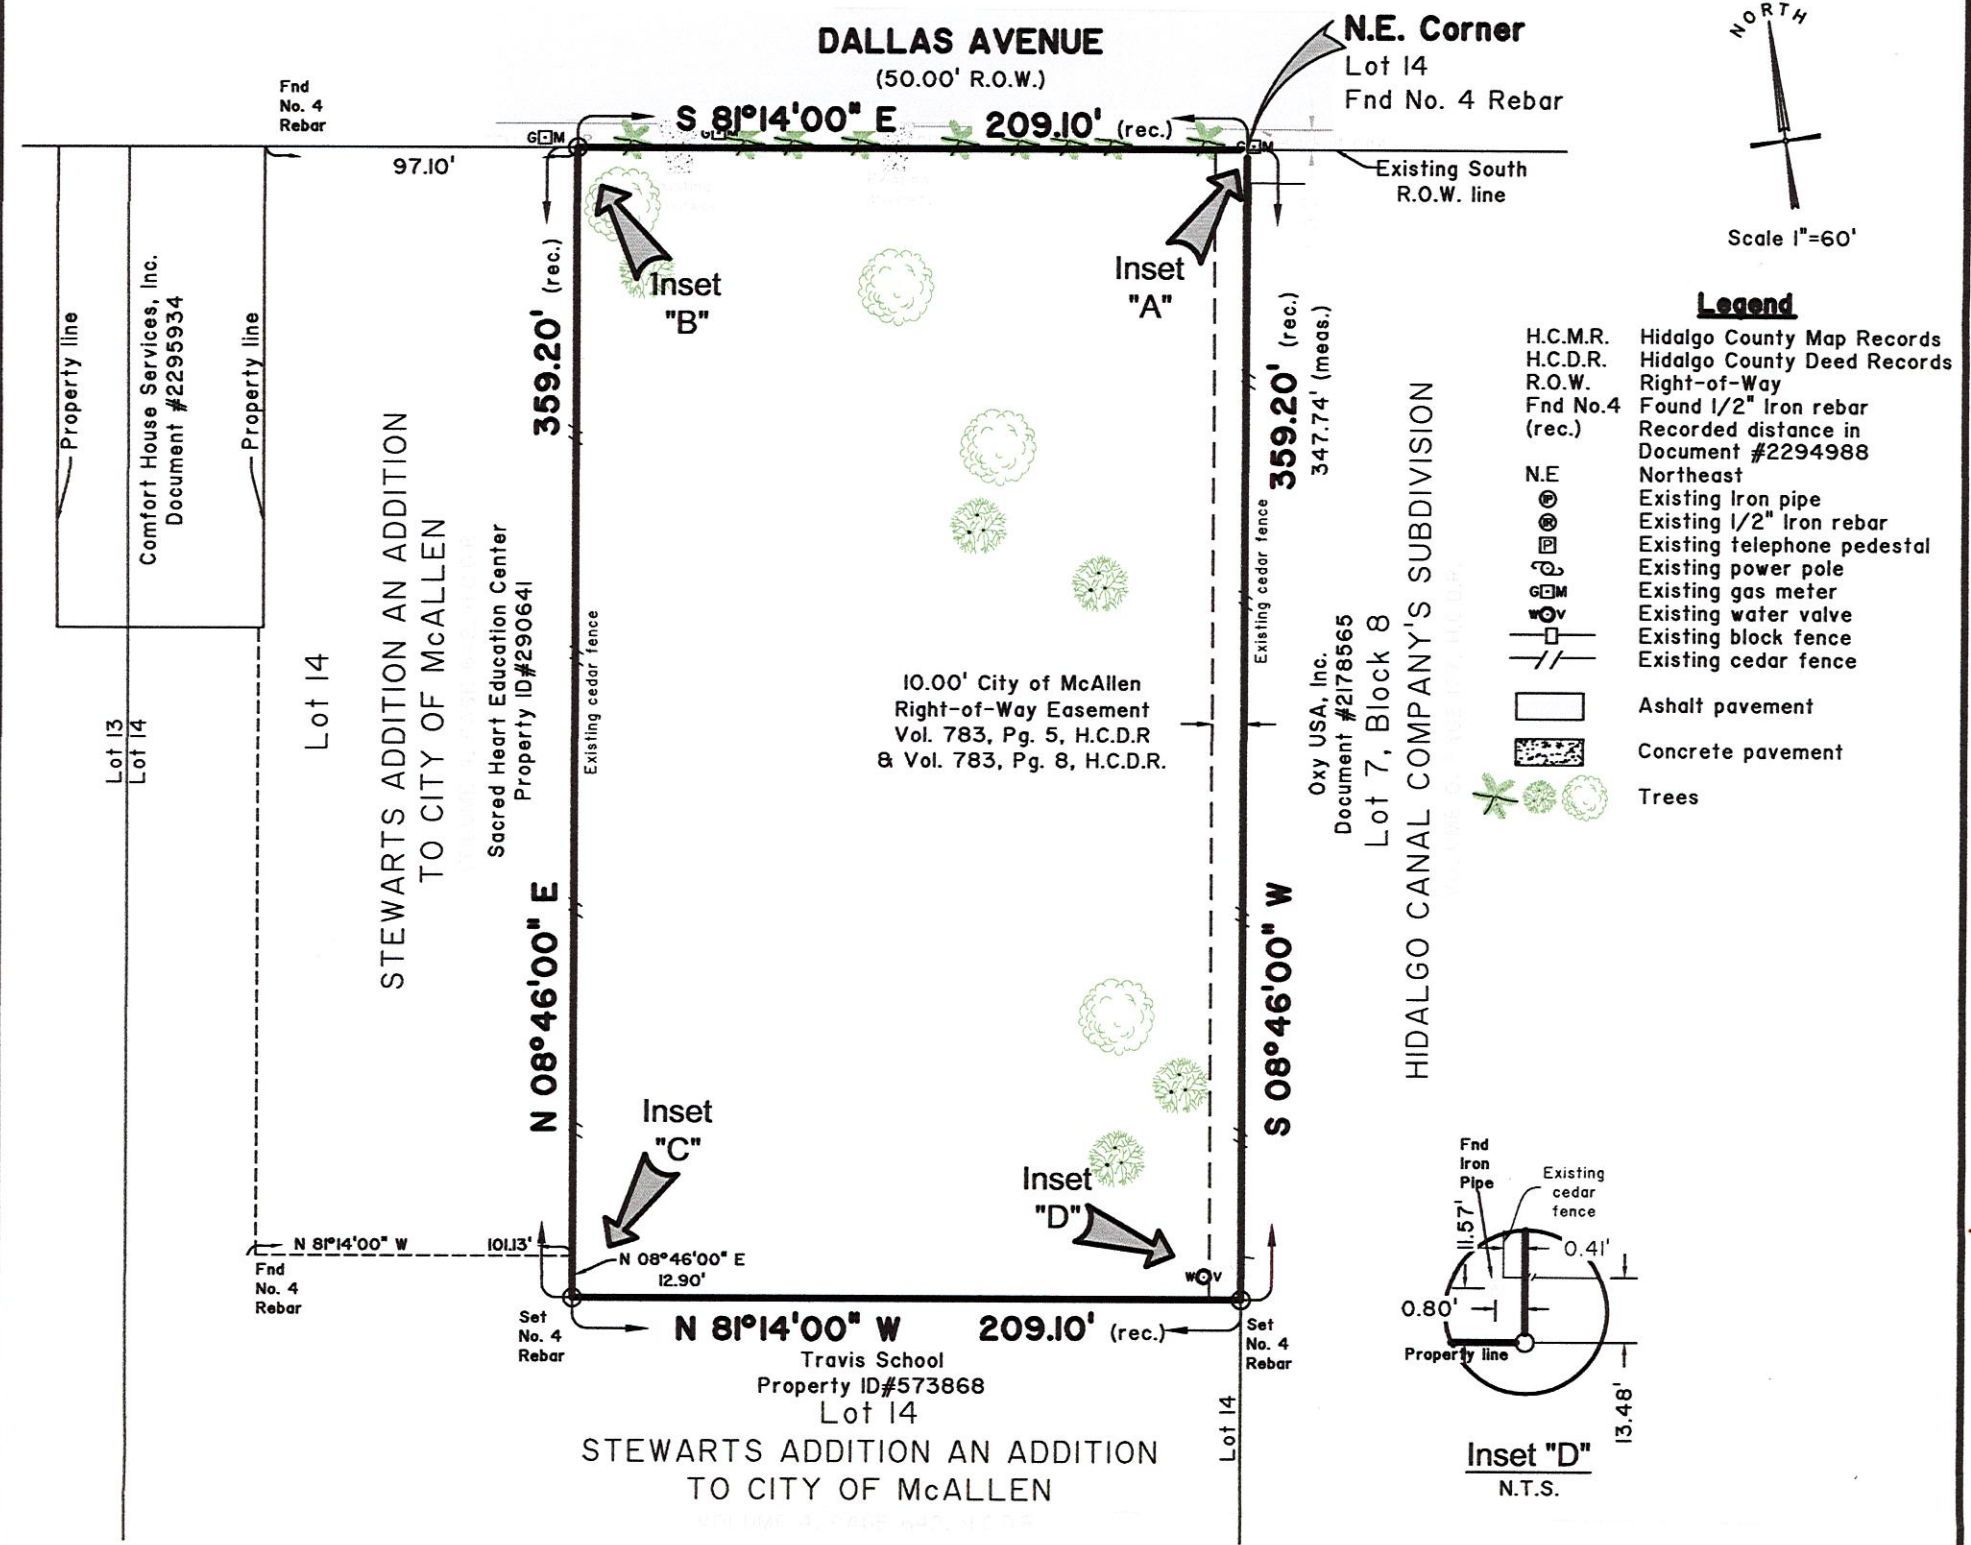 DALLAS AVENUE
(50.00' R.O.W.)
N.E. Corner
Lot 14
Fnd No. 4 Rebar
NORTH
Scale 1"=60'
Fnd
No. 4
Rebar
S 81°14'00" E 209.10' (rec.)
G M
G M
G M
97.10'
Existing South
R.O.W. line
Inset
"B"
Inset
"A"
359.20' (rec.)
359.20' (rec.)
347.74' (meas.)
Property line
Comfort House Services, Inc.
Document #2295934
Property line
Lot 13
Lot 14
Lot 14
STEWARTS ADDITION AN ADDITION
TO CITY OF McALLEN
Sacred Heart Education Center
Property ID#290641
Existing cedar fence
N 08°46'00" E
10.00' City of McAllen
Right-of-Way Easement
Vol. 783, Pg. 5, H.C.D.R
& Vol. 783, Pg. 8, H.C.D.R.
Existing cedar fence
Oxy USA, Inc.
Document #2178565
Lot 7, Block 8
HIDALGO CANAL COMPANY'S SUBDIVISION
S 08°46'00" W
Legend
H.C.M.R. Hidalgo County Map Records
H.C.D.R. Hidalgo County Deed Records
R.O.W. Right-of-Way
Fnd No.4 Found 1/2" Iron rebar
(rec.) Recorded distance in
Document #2294988
N.E Northeast
IP Existing Iron pipe
IR Existing 1/2" Iron rebar
P Existing telephone pedestal
Existing power pole
G M Existing gas meter
W V Existing water valve
Existing block fence
Existing cedar fence
Ashalt pavement
Concrete pavement
Trees
Inset
"C"
Inset
"D"
N 81°14'00" W 101.13'
Fnd
No. 4
Rebar
N 08°46'00" E
12.90'
W V
Set
No. 4
Rebar
N 81°14'00" W 209.10' (rec.)
Set
No. 4
Rebar
Travis School
Property ID#573868
Lot 14
STEWARTS ADDITION AN ADDITION
TO CITY OF McALLEN
Lot 14
Fnd
Iron
Pipe
Existing
cedar
fence
11.57'
0.41'
0.80'
Property line
13.48'
Inset "D"
N.T.S.